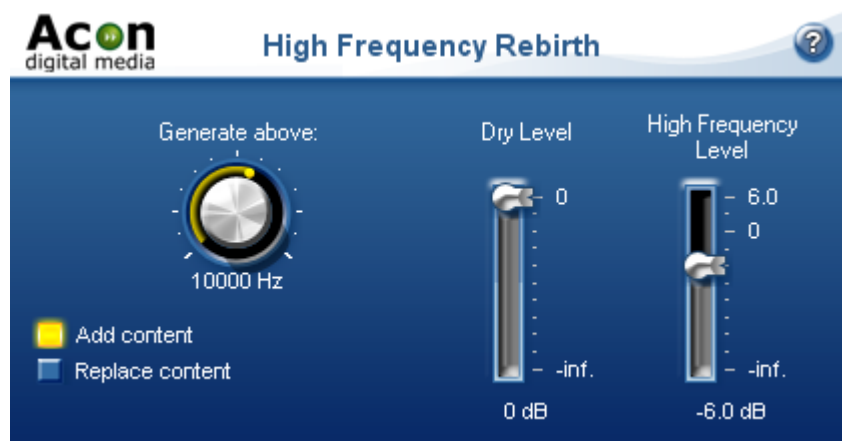 Acon
digital media
High Frequency Rebirth
?
Generate above:
10000 Hz
Add content
Replace content
Dry Level
0
-inf.
0 dB
High Frequency
Level
6.0
0
-inf.
-6.0 dB